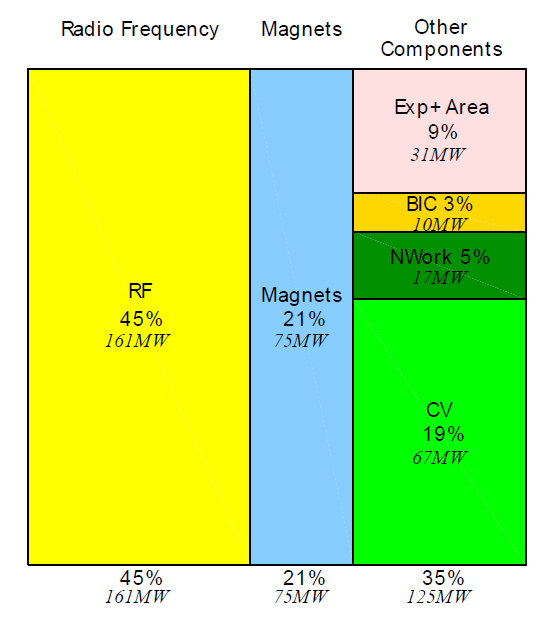 Radio Frequency
Magnets
Other
Components
RF
45%
161MW
Magnets
21%
75MW
Exp+ Area
9%
31MW
BIC 3%
10MW
NWork 5%
17MW
CV
19%
67MW
45%
161MW
21%
75MW
35%
125MW